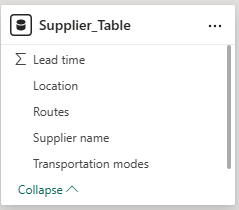 Supplier_Table
Lead time
Location
Routes
Supplier name
Transportation modes
Collapse